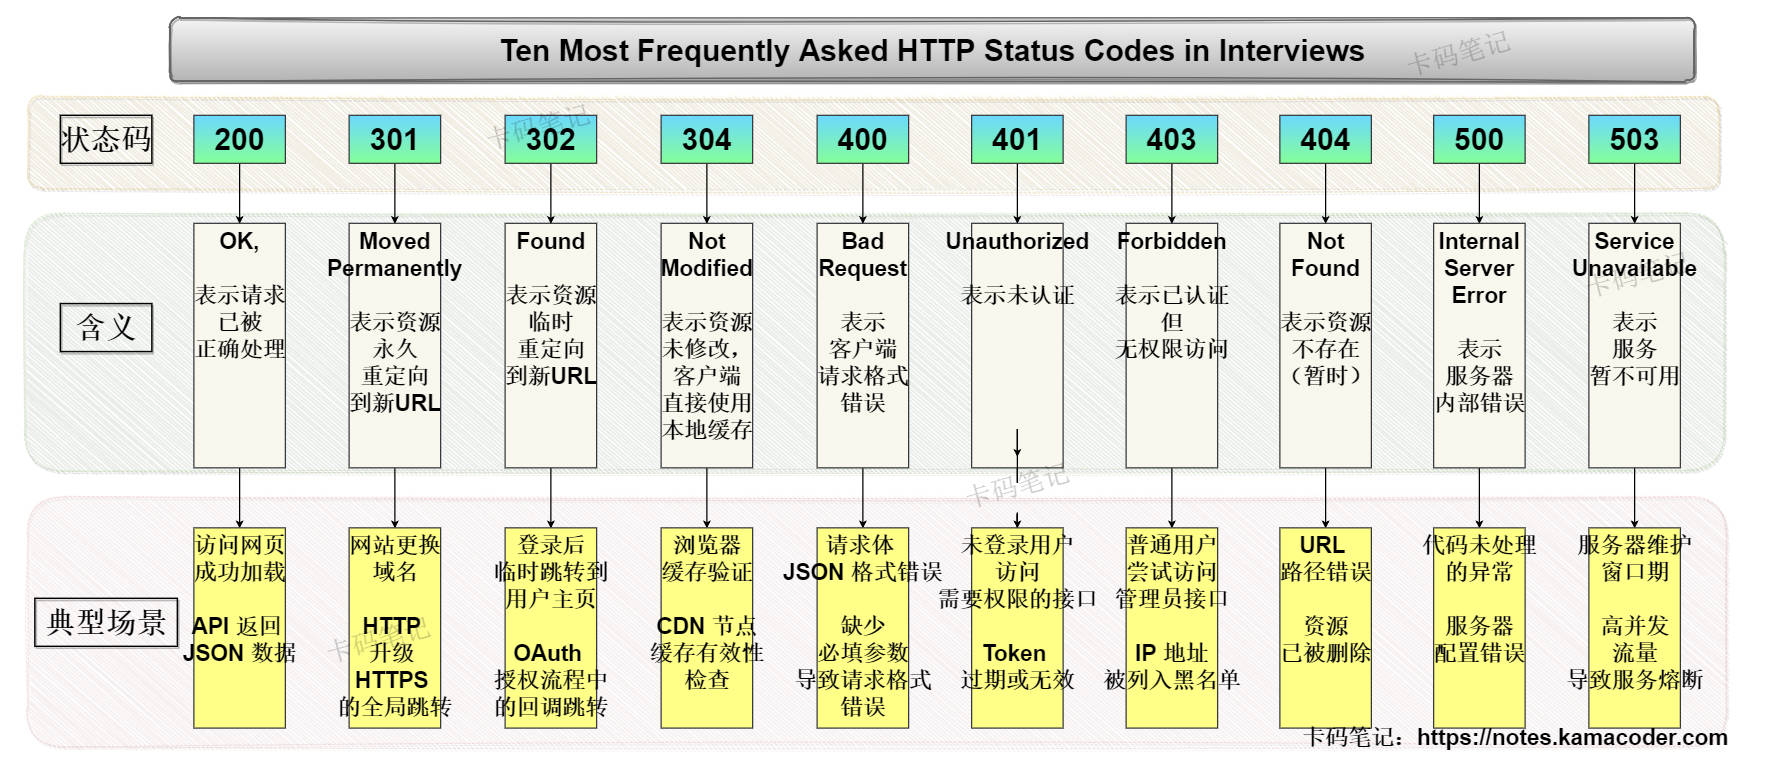 Ten Most Frequently Asked HTTP Status Codes in Interviews
卡码笔记
状态码
200
301
302
304
400
401
403
404
500
503
卡码笔记
含义
OK,
表示请求
已被
正确处理
Moved
Permanently
表示资源
永久
重定向
到新URL
Found
表示资源
临时
重定向
到新URL
Not
Modified
表示资源
未修改，
客户端
直接使用
本地缓存
Bad
Request
表示
客户端
请求格式
错误
Unauthorized
表示未认证
Forbidden
表示已认证
但
无权限访问
Not
Found
表示资源
不存在
（暂时）
Internal
Server
Error
表示
服务器
内部错误
Service
Unavailable
表示
服务
暂不可用
卡码笔记
卡码笔记
典型场景
访问网页
成功加载
API 返回
JSON 数据
网站更换
域名
HTTP
升级
HTTPS
的全局跳转
卡码笔记
登录后
临时跳转到
用户主页
OAuth
授权流程中
的回调跳转
浏览器
缓存验证
CDN 节点
缓存有效性
检查
请求体
JSON 格式错误
缺少
必填参数
导致请求格式
错误
未登录用户
访问
需要权限的接口
Token
过期或无效
普通用户
尝试访问
管理员接口
IP 地址
被列入黑名单
URL
路径错误
资源
已被删除
代码未处理
的异常
服务器
配置错误
服务器维护
窗口期
高并发
流量
导致服务熔断
卡码笔记：https://notes.kamacoder.com